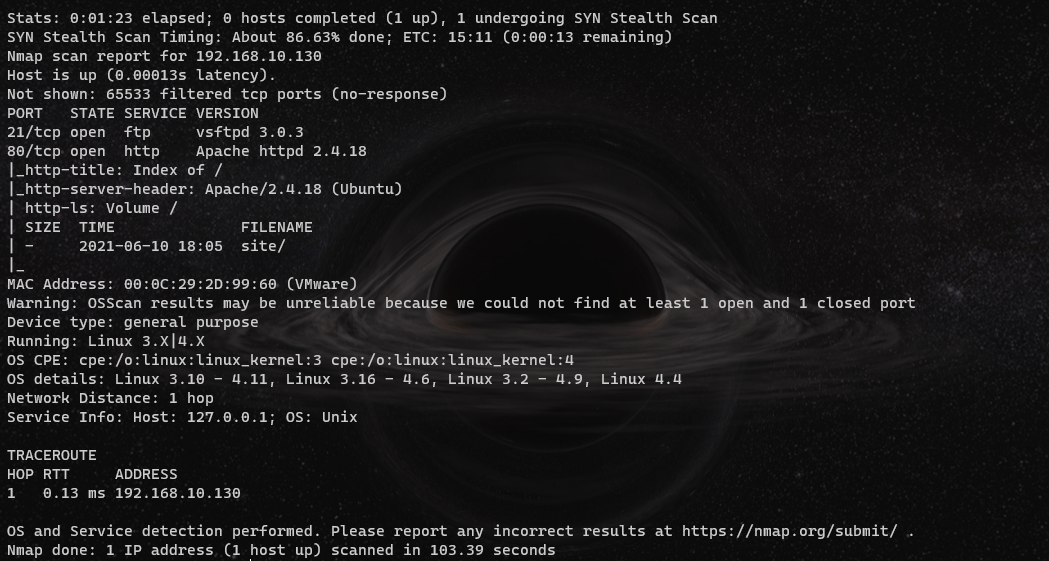 Stats: 0:01:23 elapsed; 0 hosts completed (1 up), 1 undergoing SYN Stealth Scan
SYN Stealth Scan Timing: About 86.63% done; ETC: 15:11 (0:00:13 remaining)
Nmap scan report for 192.168.10.130
Host is up (0.00013s latency).
Not shown: 65533 filtered tcp ports (no-response)
PORT   STATE SERVICE VERSION
21/tcp open  ftp     vsftpd 3.0.3
80/tcp open  http    Apache httpd 2.4.18
|_http-title: Index of /
|_http-server-header: Apache/2.4.18 (Ubuntu)
| http-ls: Volume /
| SIZE  TIME              FILENAME
| -     2021-06-10 18:05  site/
|_
MAC Address: 00:0C:29:2D:99:60 (VMware)
Warning: OSScan results may be unreliable because we could not find at least 1 open and 1 closed port
Device type: general purpose
Running: Linux 3.X|4.X
OS CPE: cpe:/o:linux:linux_kernel:3 cpe:/o:linux:linux_kernel:4
OS details: Linux 3.10 - 4.11, Linux 3.16 - 4.6, Linux 3.2 - 4.9, Linux 4.4
Network Distance: 1 hop
Service Info: Host: 127.0.0.1; OS: Unix

TRACEROUTE
HOP RTT     ADDRESS
1   0.13 ms 192.168.10.130

OS and Service detection performed. Please report any incorrect results at https://nmap.org/submit/ .
Nmap done: 1 IP address (1 host up) scanned in 103.39 seconds